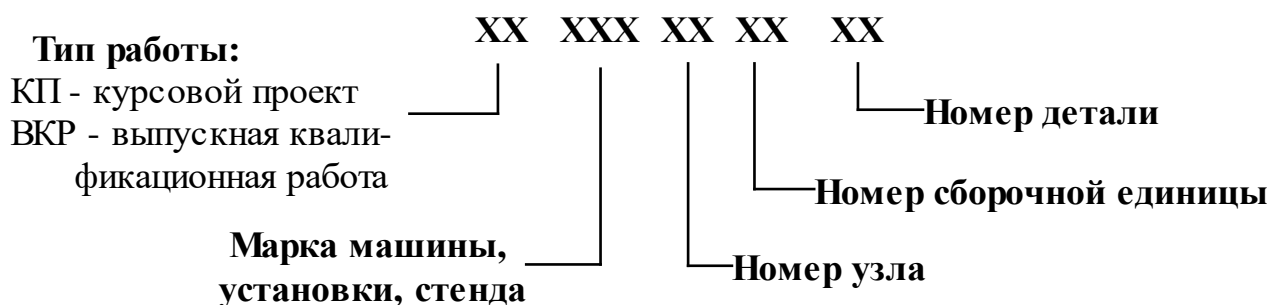 XX XXX XX XX XX
Тип работы:
КП - курсовой проект
ВКР - выпускная квали-
фикационная работа
Номер детали
Номер сборочной единицы
Марка машины,
установки, стенда
Номер узла